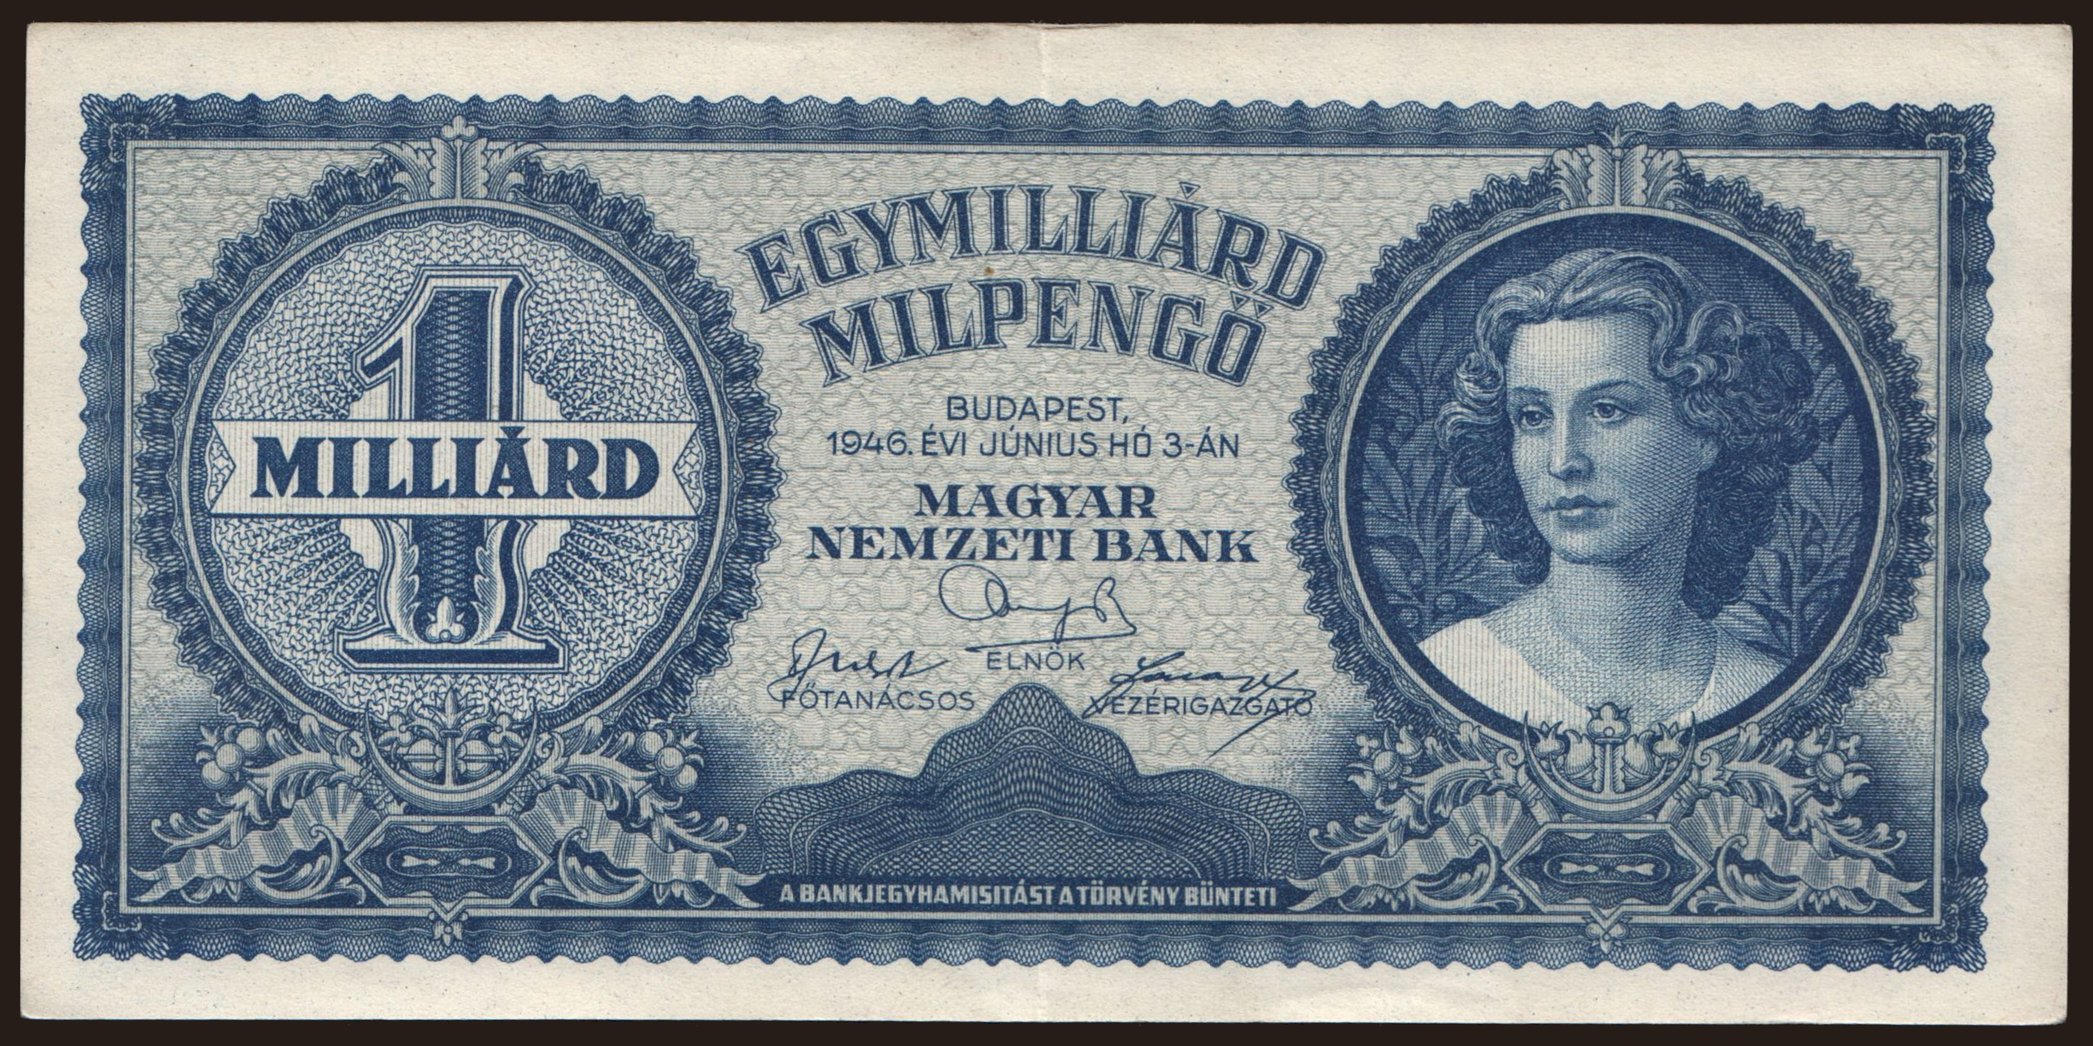 EGYMILLIÁRD
MILPENGŐ
1
MILLIÁRD
BUDAPEST,
1946. ÉVI JÚNIUS HÓ 3-ÁN
MAGYAR
NEMZETI BANK
ELNÖK
FŐTANÁCSOS
VEZÉRIGAZGATÓ
A BANKJEGYHAMISITÁST A TÖRVÉNY BÜNTETI